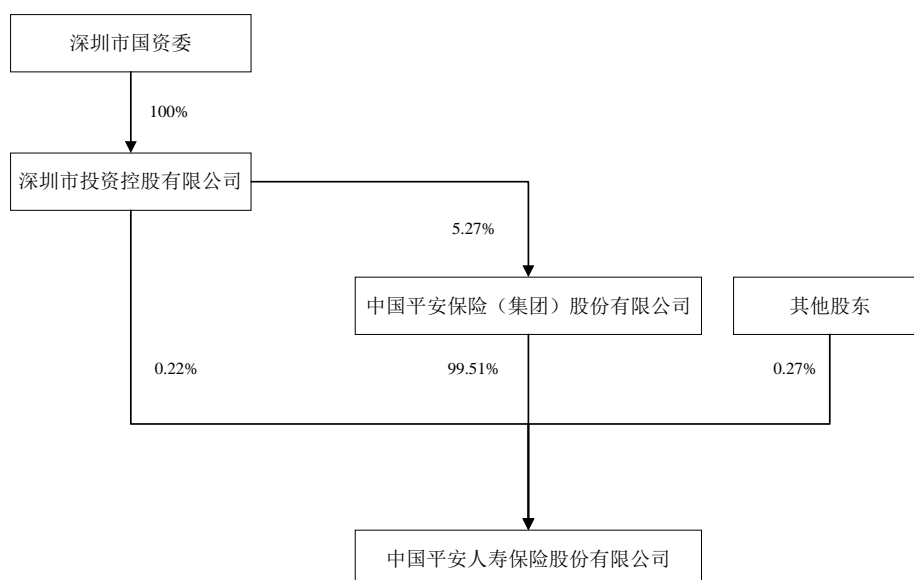 深圳市国资委
100%
深圳市投资控股有限公司
5.27%
中国平安保险（集团）股份有限公司
其他股东
0.22%
99.51%
0.27%
中国平安人寿保险股份有限公司